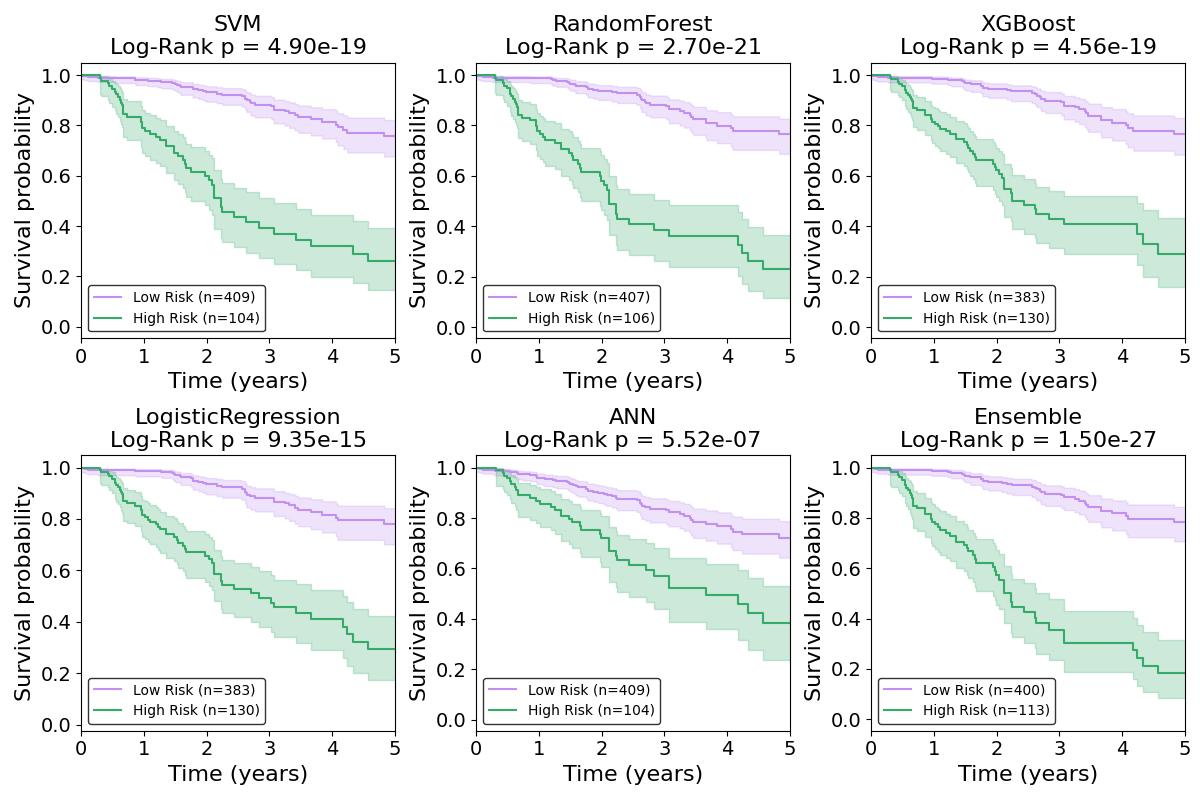 SVM
Log-Rank p = 4.90e-19
Survival probability
1.0
0.8
0.6
0.4
0.2
0.0
Low Risk (n=409)
High Risk (n=104)
0 1 2 3 4 5
Time (years)
RandomForest
Log-Rank p = 2.70e-21
Survival probability
1.0
0.8
0.6
0.4
0.2
0.0
Low Risk (n=407)
High Risk (n=106)
0 1 2 3 4 5
Time (years)
XGBoost
Log-Rank p = 4.56e-19
Survival probability
1.0
0.8
0.6
0.4
0.2
0.0
Low Risk (n=383)
High Risk (n=130)
0 1 2 3 4 5
Time (years)
LogisticRegression
Log-Rank p = 9.35e-15
Survival probability
1.0
0.8
0.6
0.4
0.2
0.0
Low Risk (n=383)
High Risk (n=130)
0 1 2 3 4 5
Time (years)
ANN
Log-Rank p = 5.52e-07
Survival probability
1.0
0.8
0.6
0.4
0.2
0.0
Low Risk (n=409)
High Risk (n=104)
0 1 2 3 4 5
Time (years)
Ensemble
Log-Rank p = 1.50e-27
Survival probability
1.0
0.8
0.6
0.4
0.2
0.0
Low Risk (n=400)
High Risk (n=113)
0 1 2 3 4 5
Time (years)